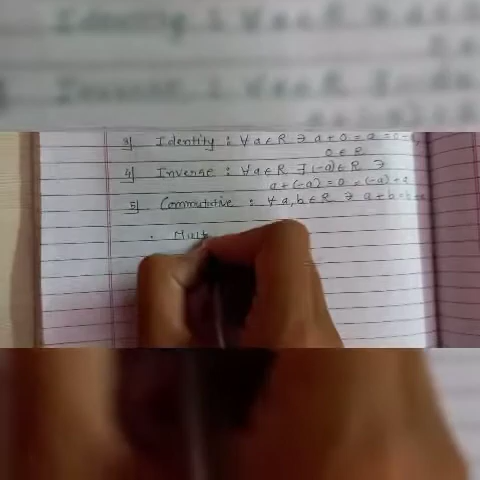 3) Identity : ∀ a ∈ R ∋ a + 0 = a = 0 +
0 ∈ R
4) Inverse : ∀ a ∈ R ∃ (-a) ∈ R ∋
a + (-a) = 0 = (-a) + a
5) Commutative : ∀ a, b ∈ R ∋ a + b = b +
. Mult